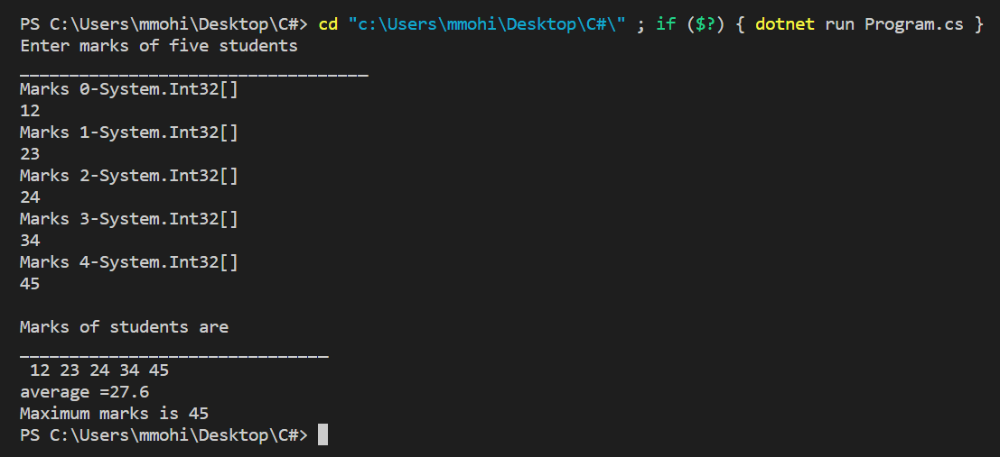 PS C:\Users\mmohi\Desktop\C#> cd "c:\Users\mmohi\Desktop\C#\" ; if ($?) { dotnet run Program.cs }
Enter marks of five students
___________________________________
Marks 0-System.Int32[]
12
Marks 1-System.Int32[]
23
Marks 2-System.Int32[]
24
Marks 3-System.Int32[]
34
Marks 4-System.Int32[]
45
Marks of students are
_______________________________
12 23 24 34 45
average =27.6
Maximum marks is 45
PS C:\Users\mmohi\Desktop\C#>